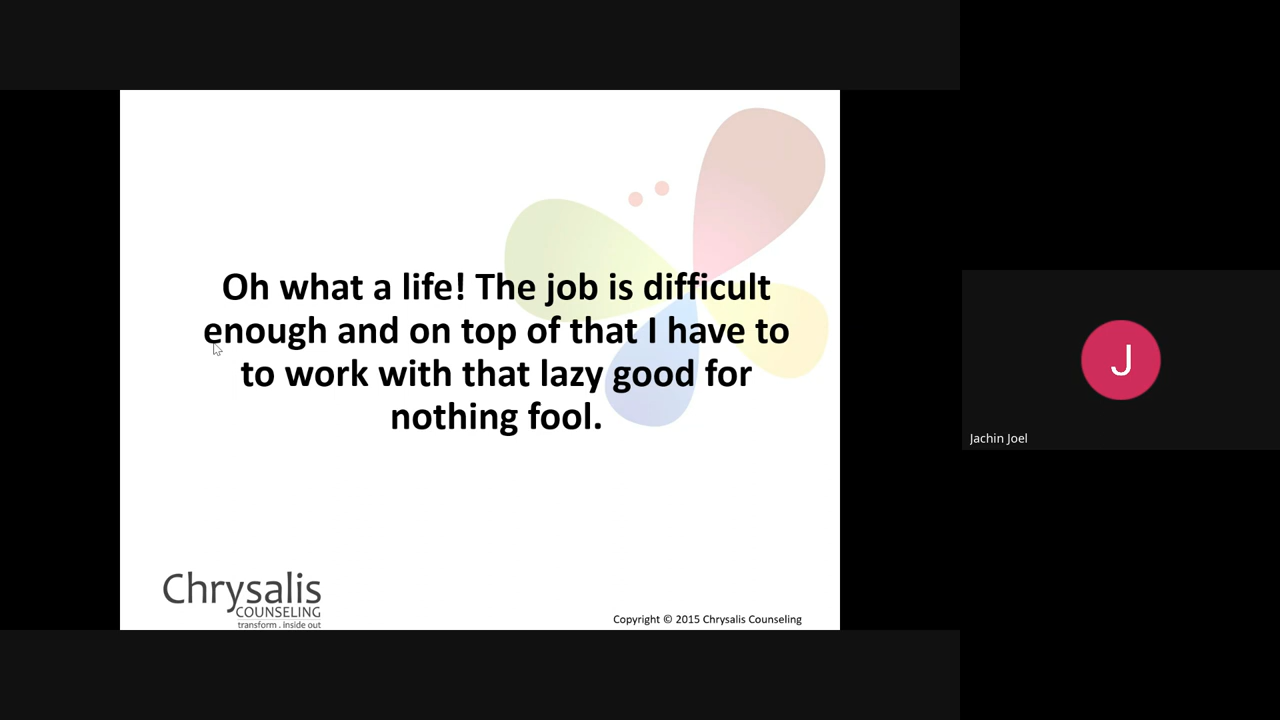 Oh what a life! The job is difficult
enough and on top of that I have to
to work with that lazy good for
nothing fool.
Chrysalis
COUNSELING
transform . inside out
Copyright © 2015 Chrysalis Counseling
J
Jachin Joel